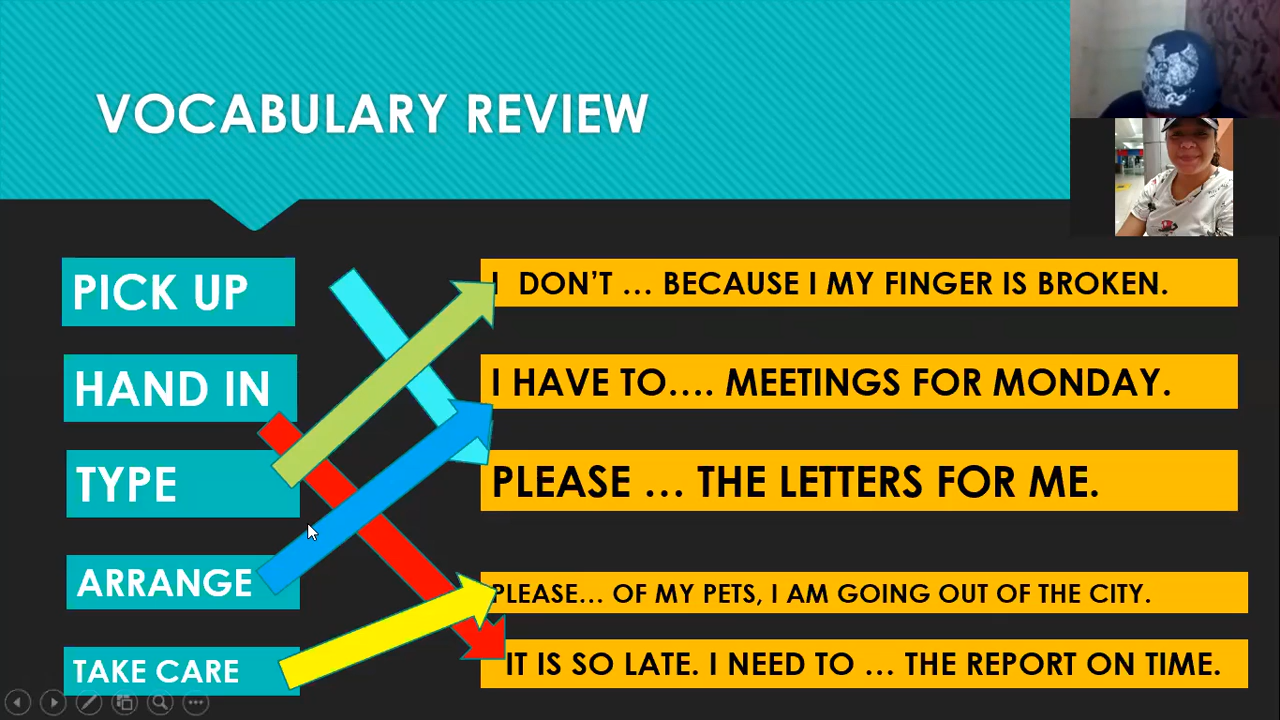 VOCABULARY REVIEW
PICK UP
I DON'T ... BECAUSE I MY FINGER IS BROKEN.
HAND IN
I HAVE TO.... MEETINGS FOR MONDAY.
TYPE
PLEASE ... THE LETTERS FOR ME.
ARRANGE
PLEASE... OF MY PETS, I AM GOING OUT OF THE CITY.
TAKE CARE
IT IS SO LATE. I NEED TO ... THE REPORT ON TIME.